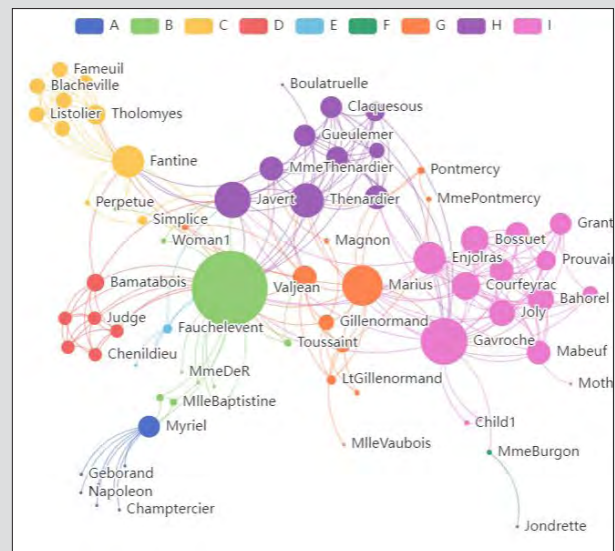 A B C D E F G H I
Fameuil
Blacheville
Listolier
Tholomyes
Fantine
Boulatruelle
Claquesous
Gueulemer
MmeThenardier
Javert
Thenardier
Pontmercy
MmePontmercy
Perpetue
Simplice
Woman1
Magnon
Grant
Bossuet
Enjolras
Prouvair
Bamatabois
Valjean
Marius
Courfeyrac
Bahorel
Judge
Fauchelevent
Gillenormand
Joly
Chenildieu
Toussaint
Gavroche
Mabeuf
MmeDeR
LtGillenormand
Moth
MlleBaptistine
Myriel
Child1
MlleVaubois
MmeBurgon
Geborand
Napoleon
Champtercier
Jondrette